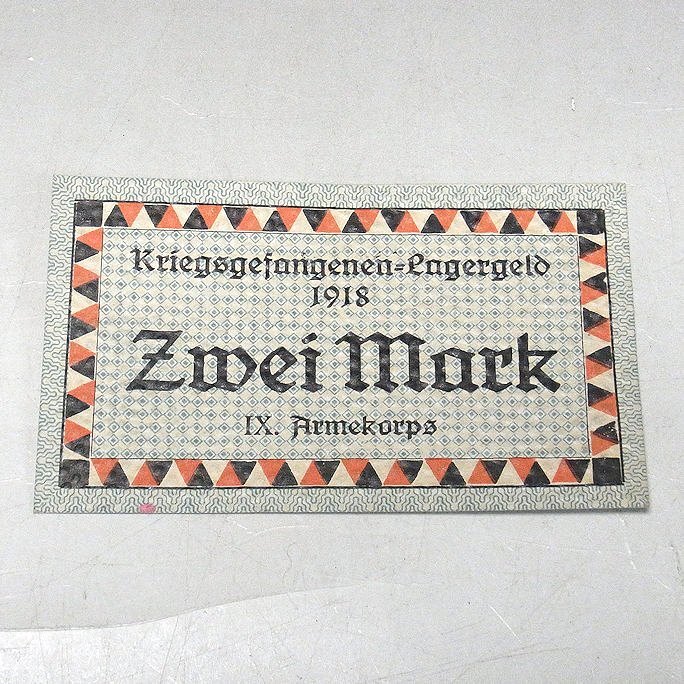 Kriegsgefangenen-Lagergeld
1918
Zwei Mark
IX. Armekorps